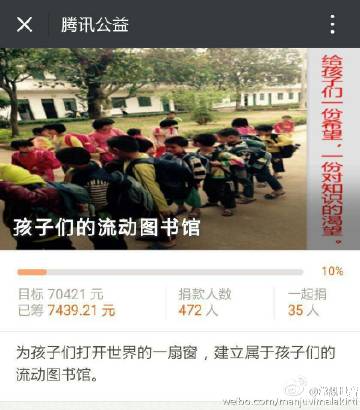 腾讯公益
给孩子们一份希望，一份对知识的渴望。
孩子们的流动图书馆
10%
目标 70421 元
已筹 7439.21 元
捐款人数
472 人
一起捐
35 人
为孩子们打开世界的一扇窗，建立属于孩子们的
流动图书馆。
weibo.com/manjuvimalakirti